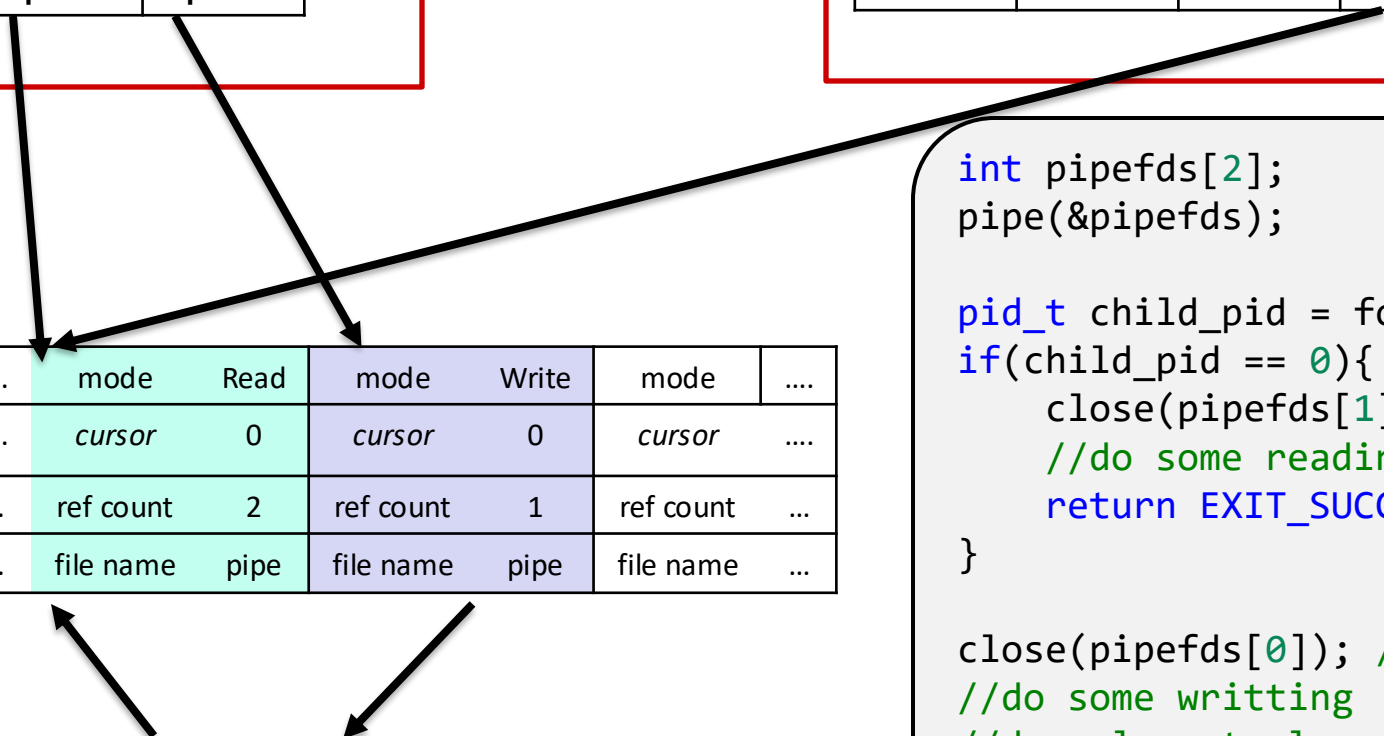 mode Read mode Write mode ....
cursor 0 cursor 0 cursor ....
ref count 2 ref count 1 ref count ...
file name pipe file name pipe file name ...
int pipefds[2];
pipe(&pipefds);
pid_t child_pid = fo
if(child_pid == 0){
close(pipefds[1]
//do some readin
return EXIT_SUCC
}
close(pipefds[0]); /
//do some writting